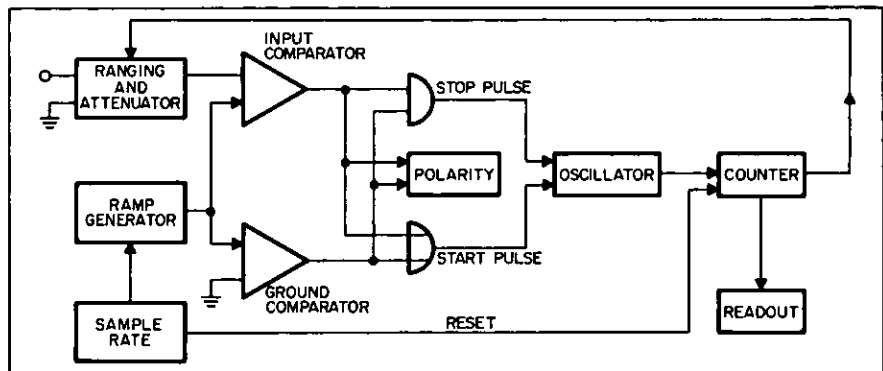 INPUT
COMPARATOR
RANGING
AND
ATTENUATOR
STOP PULSE
POLARITY
OSCILLATOR
COUNTER
RAMP
GENERATOR
START PULSE
GROUND
COMPARATOR
SAMPLE
RATE
RESET
READOUT